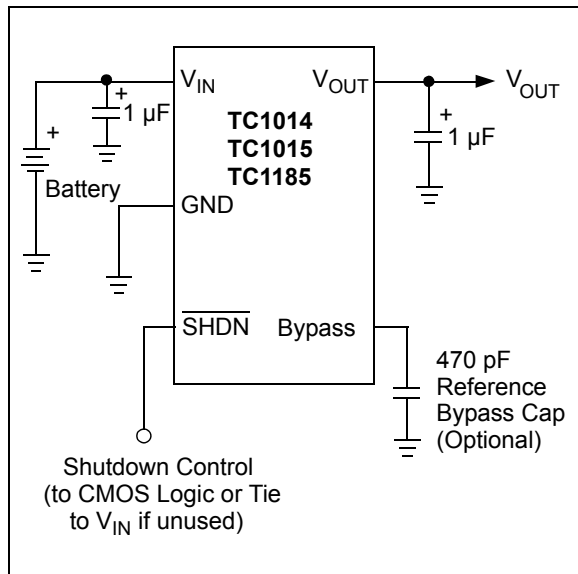 V_IN
V_OUT
V_OUT
+
1 µF
TC1014
TC1015
TC1185
+
1 µF
+
Battery
GND
SHDN
Bypass
470 pF
Reference
Bypass Cap
(Optional)
Shutdown Control
(to CMOS Logic or Tie
to V_IN if unused)